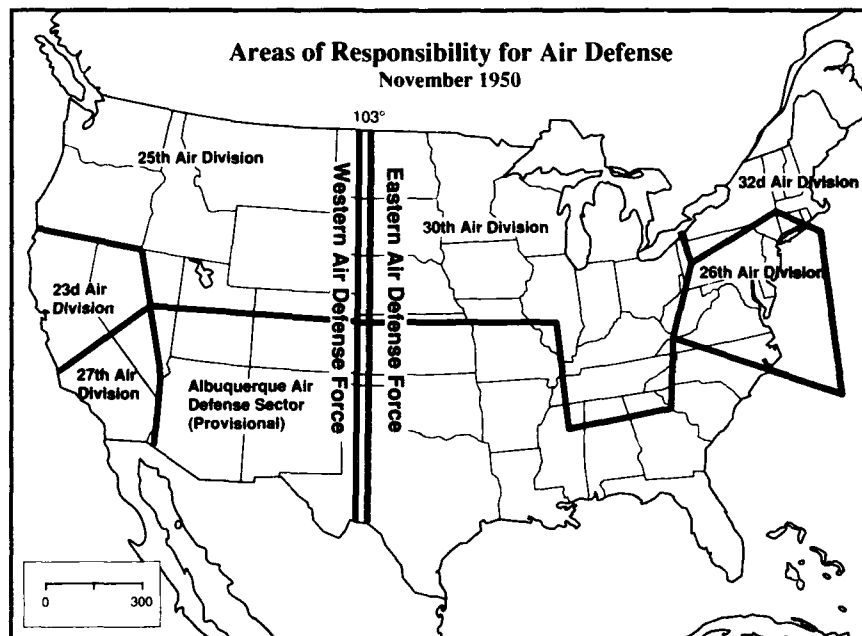 Areas of Responsibility for Air Defense
November 1950
103°
25th Air Division
Western Air Defense Force
Eastern Air Defense Force
30th Air Division
32d Air Division
26th Air Division
23d Air
Division
27th Air
Division
Albuquerque Air
Defense Sector
(Provisional)
0
300